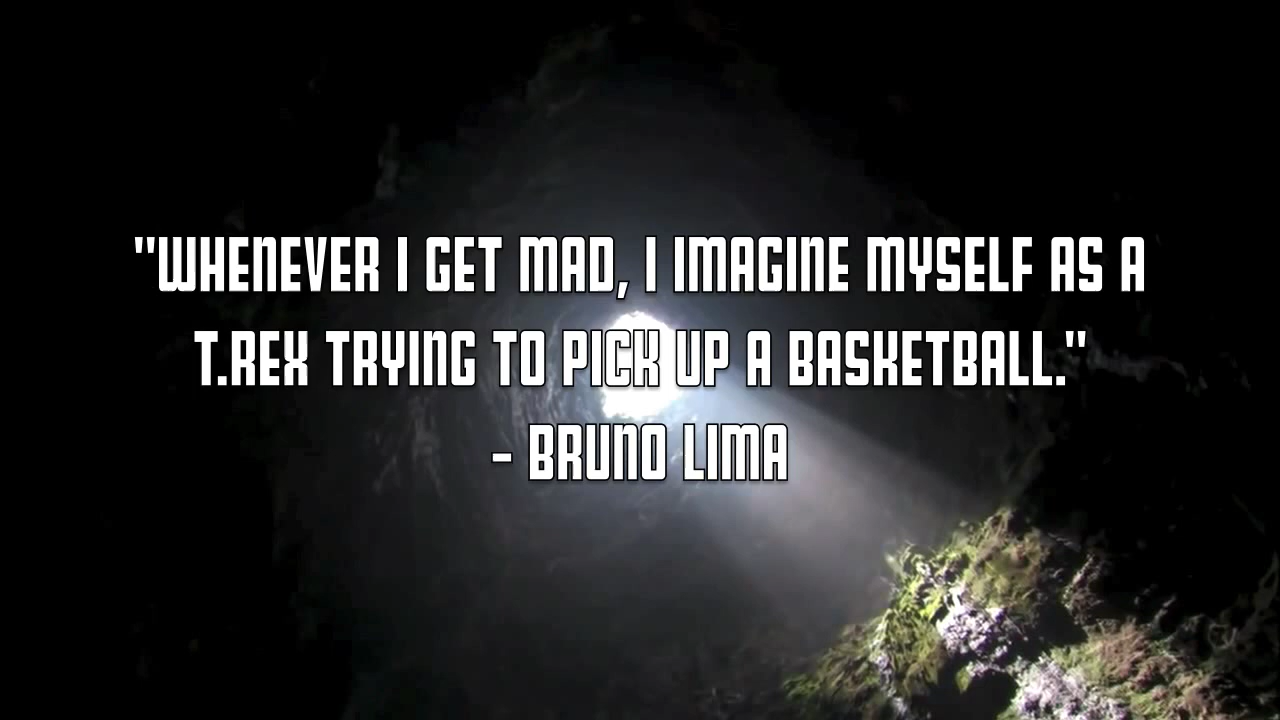 "WHENEVER I GET MAD, I IMAGINE MYSELF AS A
T.REX TRYING TO PICK UP A BASKETBALL."
- BRUNO LIMA